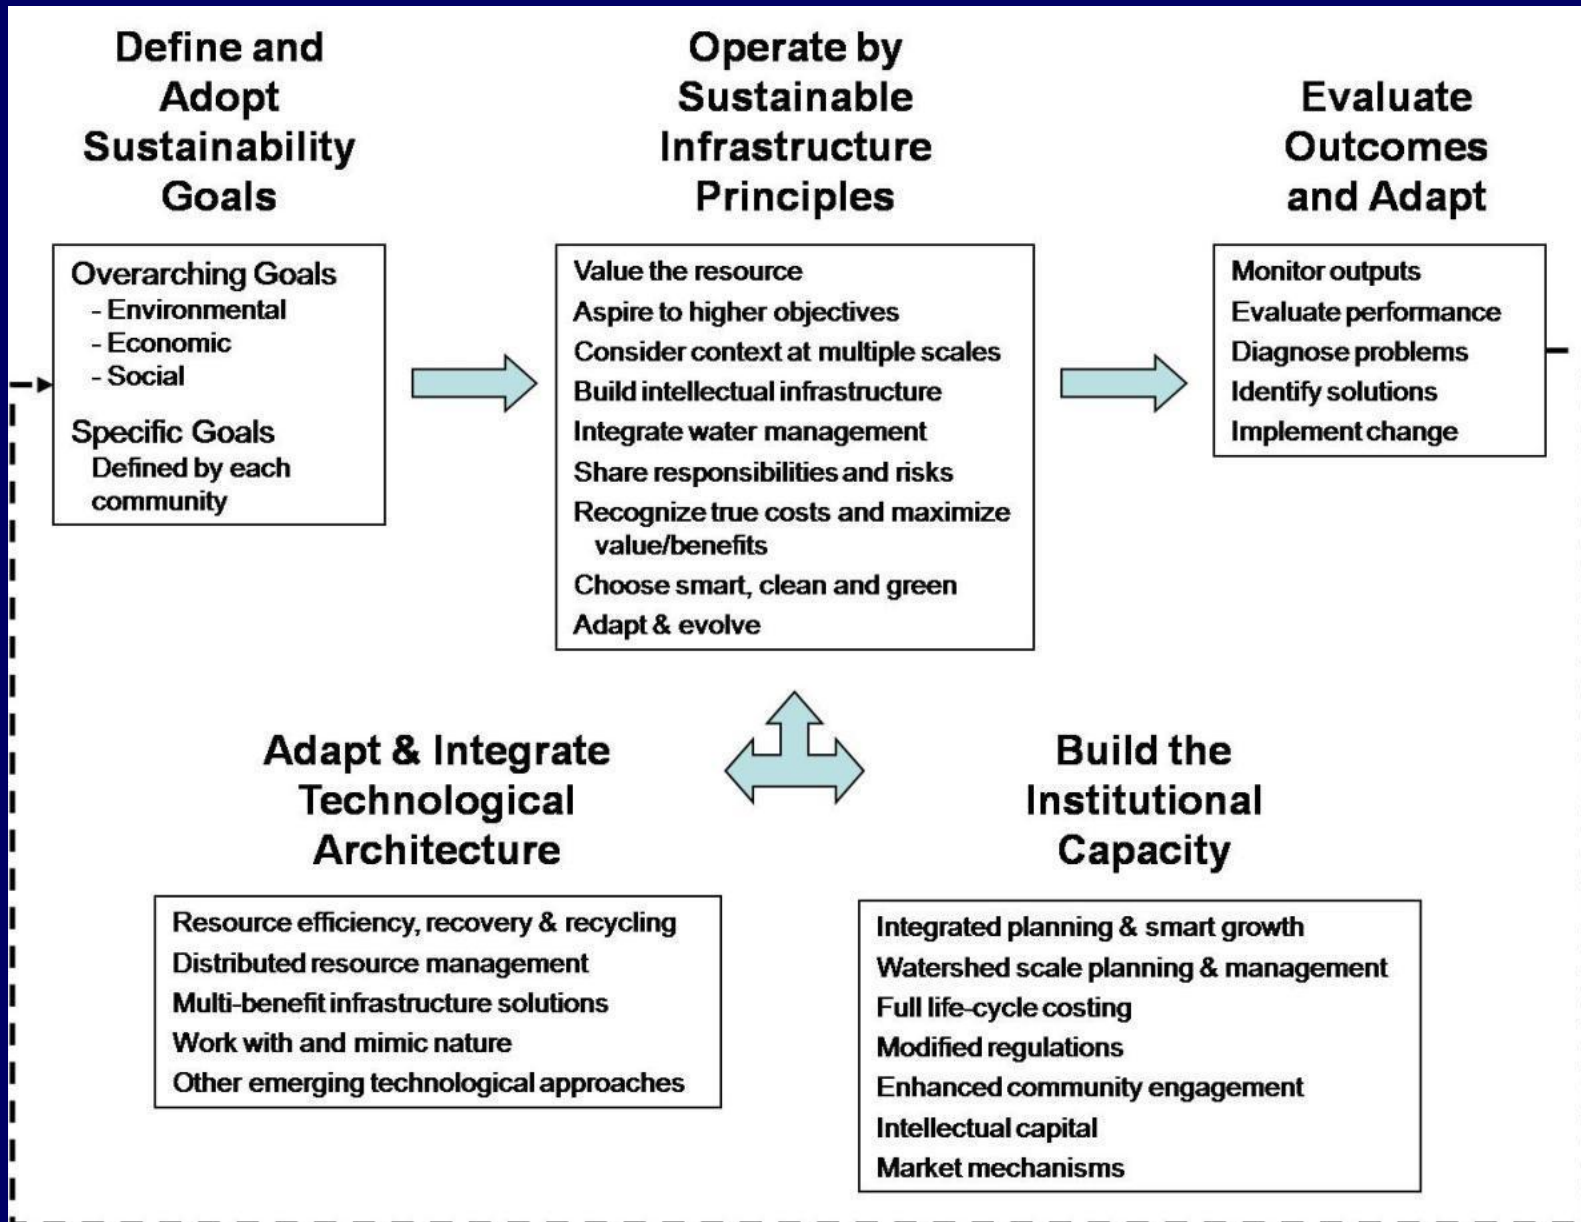 Define and
Adopt
Sustainability
Goals
Overarching Goals
- Environmental
- Economic
- Social
Specific Goals
Defined by each
community
Operate by
Sustainable
Infrastructure
Principles
Value the resource
Aspire to higher objectives
Consider context at multiple scales
Build intellectual infrastructure
Integrate water management
Share responsibilities and risks
Recognize true costs and maximize
value/benefits
Choose smart, clean and green
Adapt & evolve
Evaluate
Outcomes
and Adapt
Monitor outputs
Evaluate performance
Diagnose problems
Identify solutions
Implement change
Adapt & Integrate
Technological
Architecture
Resource efficiency, recovery & recycling
Distributed resource management
Multi-benefit infrastructure solutions
Work with and mimic nature
Other emerging technological approaches
Build the
Institutional
Capacity
Integrated planning & smart growth
Watershed scale planning & management
Full life-cycle costing
Modified regulations
Enhanced community engagement
Intellectual capital
Market mechanisms